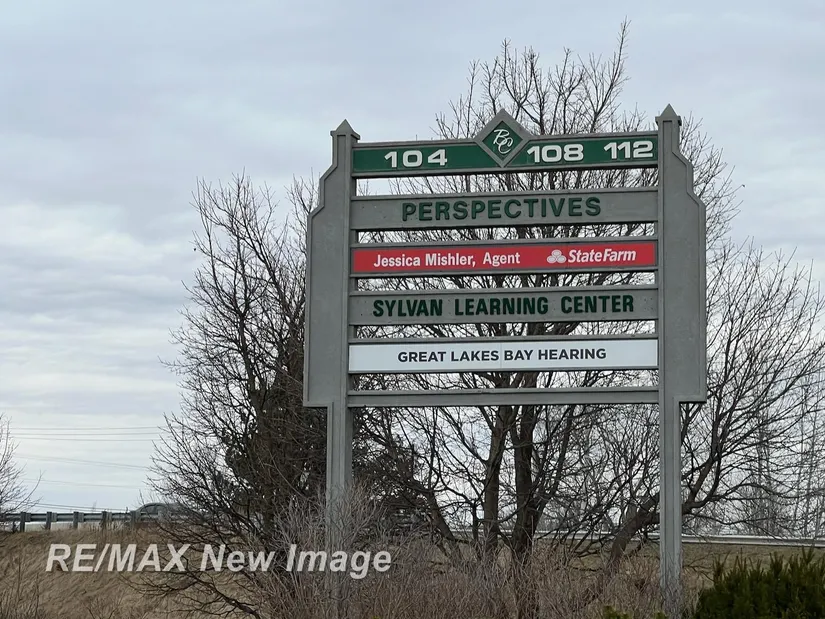 104 PC 108 112
PERSPECTIVES
Jessica Mishler, Agent StateFarm
SYLVAN LEARNING CENTER
GREAT LAKES BAY HEARING
RE/MAX New Image